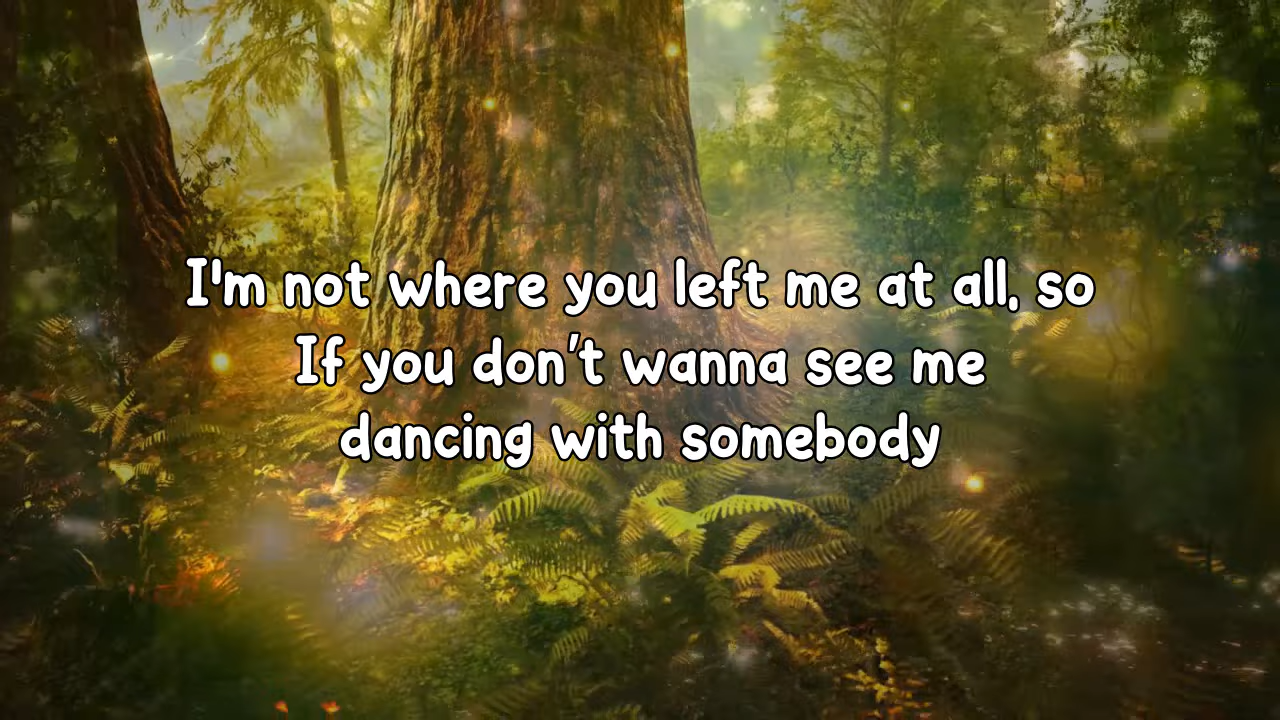 I'm not where you left me at all, so
If you don't wanna see me
dancing with somebody